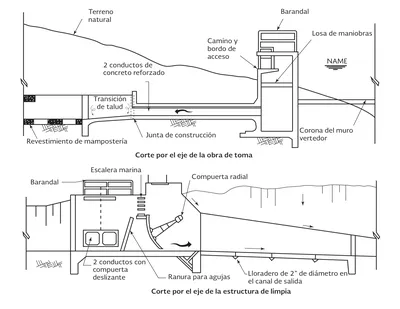 Terreno
natural
Barandal
Camino y
bordo de
acceso
Losa de maniobras
NAME
2 conductos de
concreto reforzado
Transición
de talud
Revestimiento de mampostería
Junta de construcción
Corona del muro
vertedor
Corte por el eje de la obra de toma
Escalera marina
Compuerta radial
Barandal
2 conductos con
compuerta
deslizante
Ranura para agujas
Lloradero de 2" de diámetro en
el canal de salida
Corte por el eje de la estructura de limpia